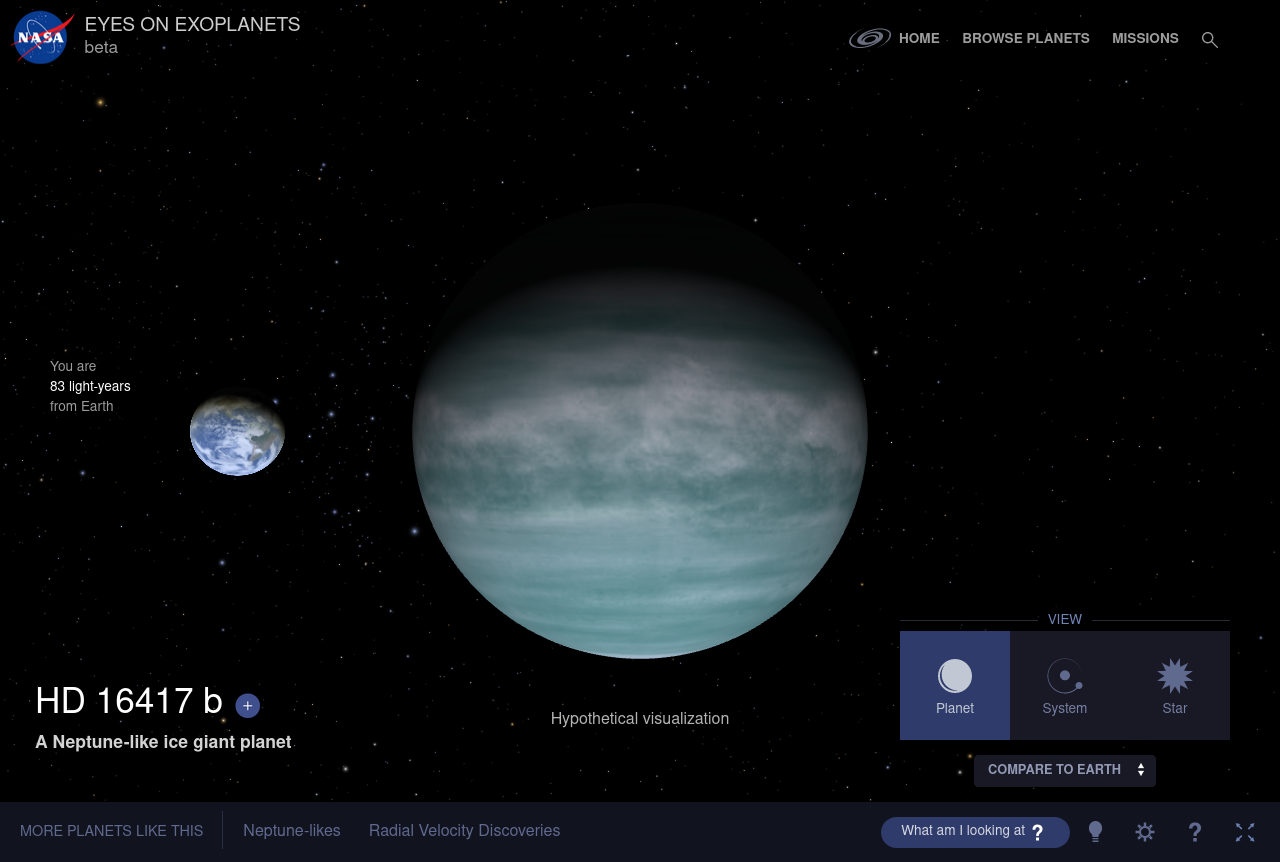 NASA
EYES ON EXOPLANETS
beta
HOME
BROWSE PLANETS
MISSIONS
You are
83 light-years
from Earth
HD 16417 b +
A Neptune-like ice giant planet
Hypothetical visualization
VIEW
Planet
System
Star
COMPARE TO EARTH
MORE PLANETS LIKE THIS
Neptune-likes
Radial Velocity Discoveries
What am I looking at ?
?